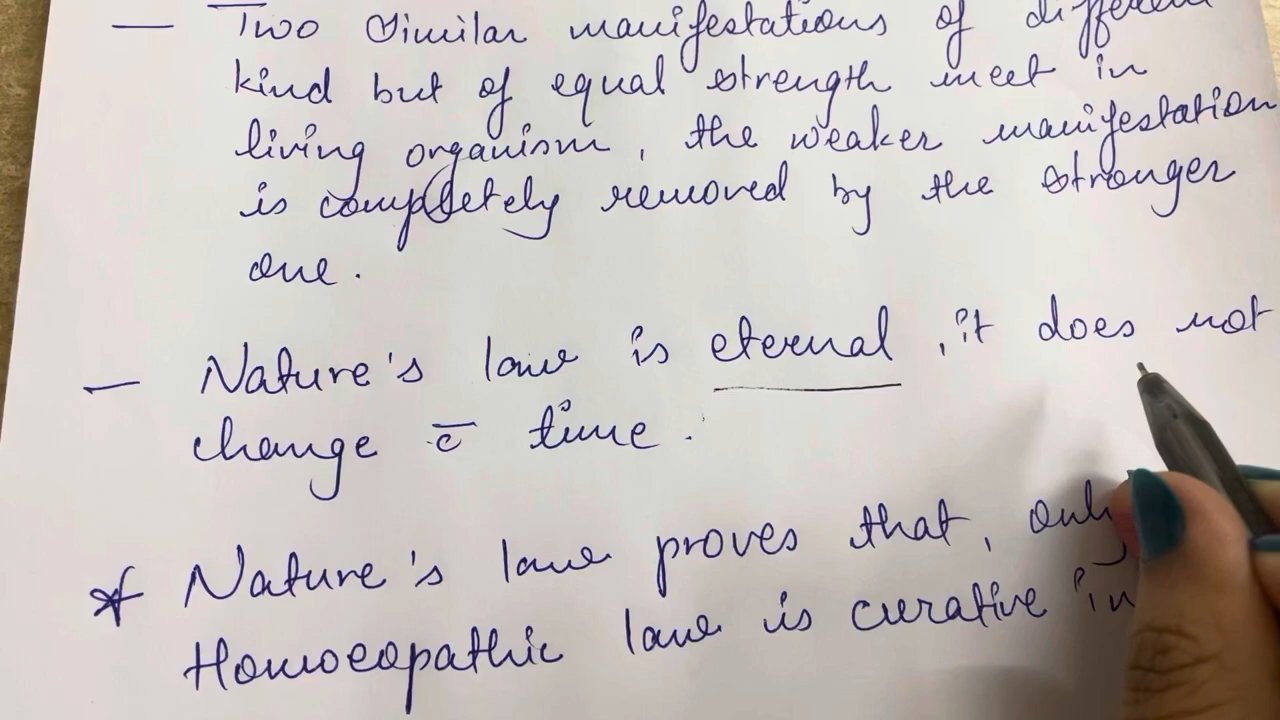 — Two Similar manifestations of different
kind but of equal strength meet in
living organism, the weaker manifestation
is completely removed by the stronger
one.
— Nature's law is eternal, it does not
change c̄ time.
* Nature's law proves that, only
Homoeopathic law is curative in